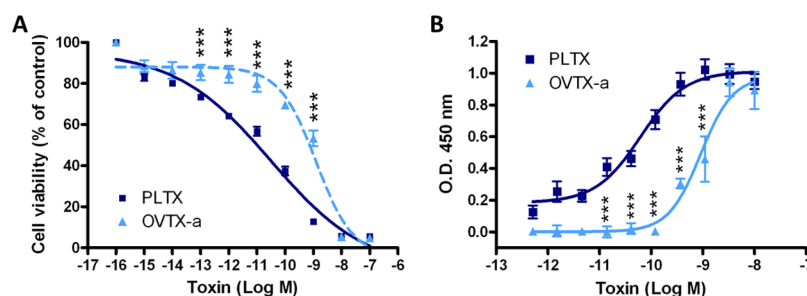 A
Cell viability (% of control)
100
80
60
40
20
0
***
***
***
***
***
PLTX
OVTX-a
-17 -16 -15 -14 -13 -12 -11 -10 -9 -8 -7 -6
Toxin (Log M)
B
O.D. 450 nm
1.2
1.0
0.8
0.6
0.4
0.2
0.0
PLTX
OVTX-a
***
***
***
***
***
-13 -12 -11 -10 -9 -8 -7
Toxin (Log M)